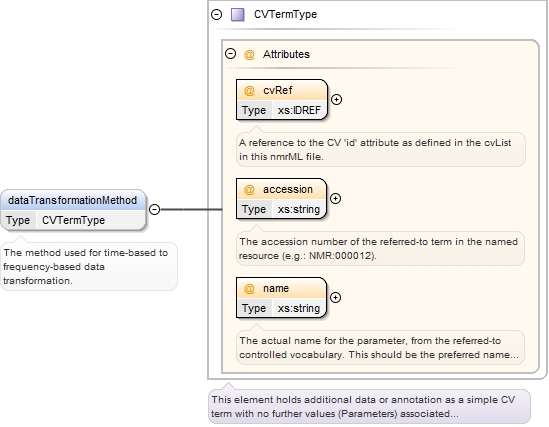 CVTermType
@ Attributes
@ cvRef
Type xs:IDREF
A reference to the CV 'id' attribute as defined in the cvList
in this nmrML file.
@ accession
Type xs:string
The accession number of the referred-to term in the named
resource (e.g.: NMR:000012).
@ name
Type xs:string
The actual name for the parameter, from the referred-to
controlled vocabulary. This should be the preferred name...
dataTransformationMethod
Type CVTermType
The method used for time-based to
frequency-based data
transformation.
This element holds additional data or annotation as a simple CV
term with no further values (Parameters) associated...